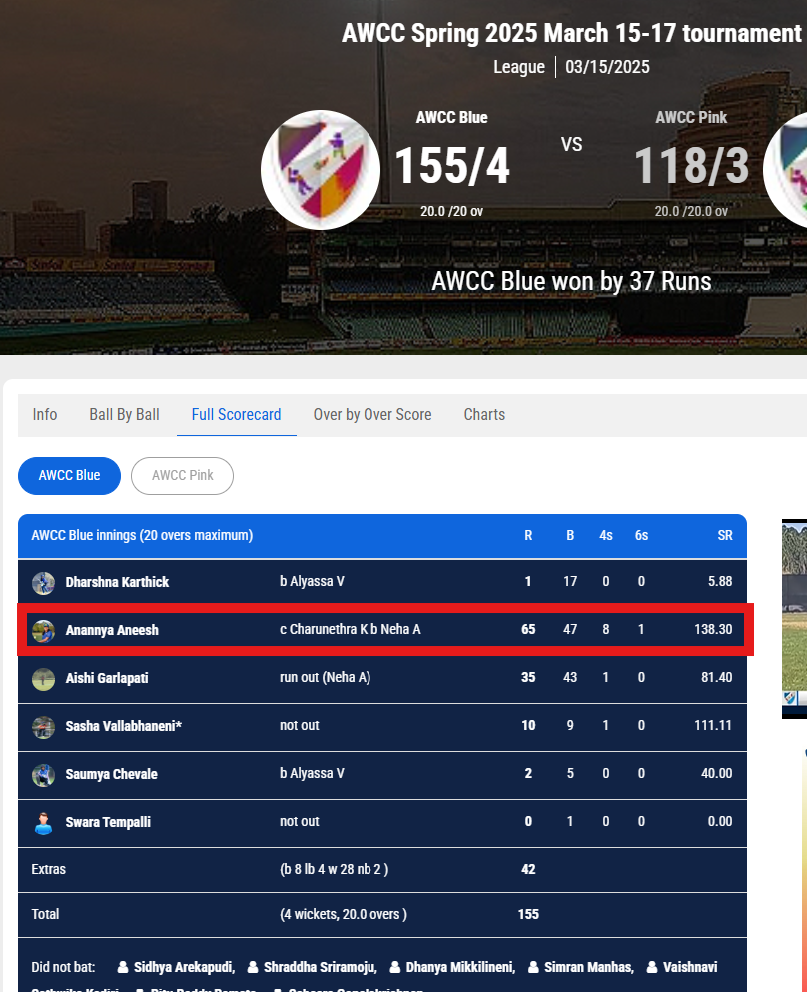 AWCC Spring 2025 March 15-17 tournament
League | 03/15/2025
AWCC Blue VS AWCC Pink
155/4 118/3
20.0 /20 ov 20.0 /20.0 ov
AWCC Blue won by 37 Runs
Info Ball By Ball Full Scorecard Over by Over Score Charts
AWCC Blue AWCC Pink
AWCC Blue innings (20 overs maximum) R B 4s 6s SR
Dharshna Karthick b Alyassa V 1 17 0 0 5.88
Anannya Aneesh c Charunethra K b Neha A 65 47 8 1 138.30
Aishi Garlapati run out (Neha A) 35 43 1 0 81.40
Sasha Vallabhaneni* not out 10 9 1 0 111.11
Saumya Chevale b Alyassa V 2 5 0 0 40.00
Swara Tempalli not out 0 1 0 0 0.00
Extras (b 8 lb 4 w 28 nb 2 ) 42
Total (4 wickets, 20.0 overs ) 155
Did not bat: Sidhya Arekapudi, Shraddha Sriramoju, Dhanya Mikkilineni, Simran Manhas, Vaishnavi